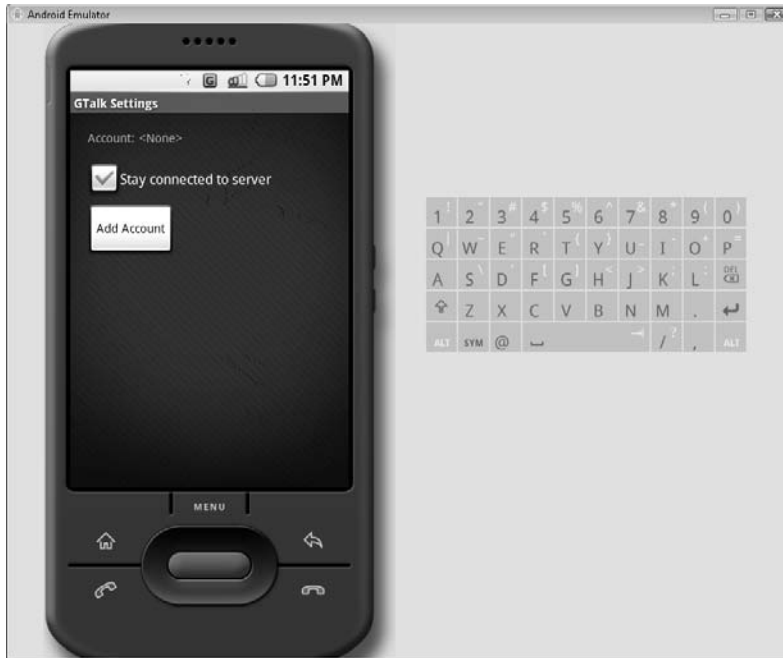 Android Emulator
G 11:51 PM
GTalk Settings
Account: <None>
Stay connected to server
Add Account
MENU
1 ! 2 3 # 4 $ 5 % 6 ^ 7 & 8 * 9 ( 0 )
Q | W E " R T { Y } U I O + P =
A S \ D F [ G ] H < J > K ; L : DEL
Z X C V B N M .
ALT SYM @ / ? , ALT